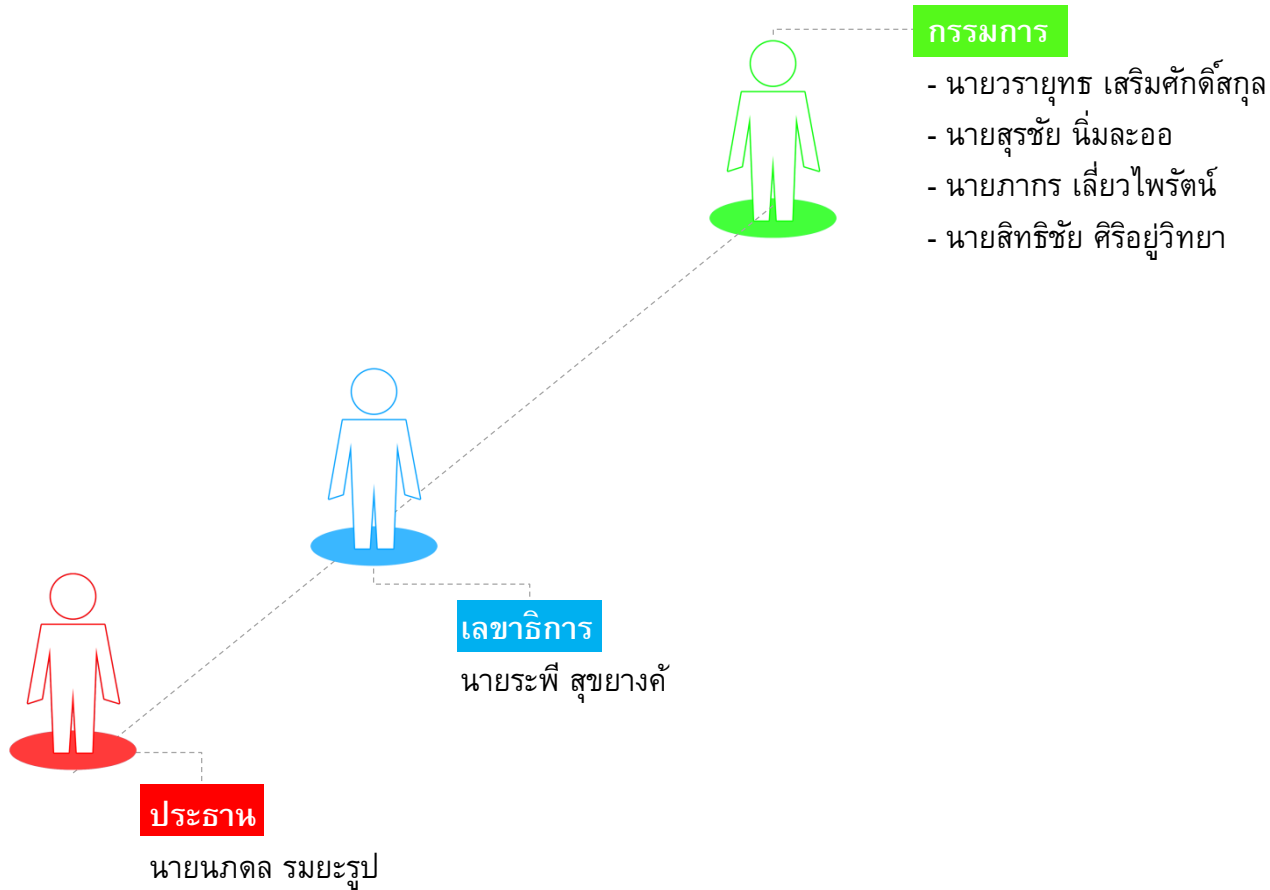 กรรมการ
- นายวรายุทธ เสริมศักดิ์สกุล
- นายสุรชัย นิ่มละออ
- นายภากร เลี่ยวไพรัตน์
- นายสิทธิชัย ศิริอยู่วิทยา
เลขาธิการ
นายระพี สุขยางค้
ประธาน
นายนภดล รมยะรูป